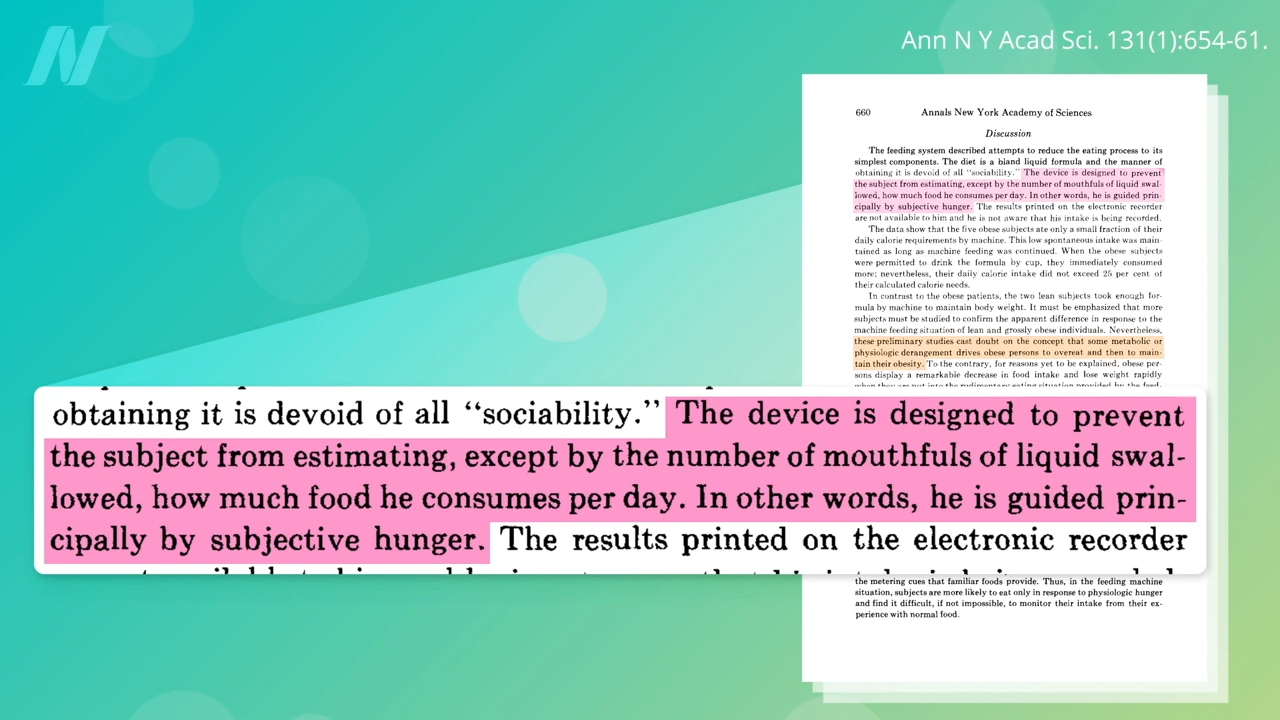 N
Ann N Y Acad Sci. 131(1):654-61.
660 Annals New York Academy of Sciences
Discussion
The feeding system described attempts to reduce the eating process to its
simplest components. The diet is a bland liquid formula and the manner of
obtaining it is devoid of all “sociability.” The device is designed to prevent
the subject from estimating, except by the number of mouthfuls of liquid swal-
lowed, how much food he consumes per day. In other words, he is guided prin-
cipally by subjective hunger. The results printed on the electronic recorder
are not available to him and he is not aware that his intake is being recorded.
The data show that the five obese subjects ate only a small fraction of their
daily calorie requirements by machine. This low spontaneous intake was main-
tained as long as machine feeding was continued. When the obese subjects
were permitted to drink the formula by cup, they immediately consumed
more; nevertheless, their daily calorie intake did not exceed 25 per cent of
their calculated calorie needs.
In contrast to the obese patients, the two lean subjects took enough for-
mula by machine to maintain body weight. It must be emphasized that more
subjects must be studied to confirm the apparent difference in response to the
machine feeding situation of lean and grossly obese individuals. Nevertheless,
these preliminary studies cast doubt on the concept that some metabolic or
physiologic derangement drives obese persons to overeat and then to main-
tain their obesity. To the contrary, for reasons yet to be explained, obese per-
sons display a remarkable decrease in food intake and lose weight rapidly
obtaining it is devoid of all “sociability.” The device is designed to prevent
the subject from estimating, except by the number of mouthfuls of liquid swal-
lowed, how much food he consumes per day. In other words, he is guided prin-
cipally by subjective hunger. The results printed on the electronic recorder
the metering cues that familiar foods provide. Thus, in the feeding machine
situation, subjects are more likely to eat only in response to physiologic hunger
and find it difficult, if not impossible, to monitor their intake from their ex-
perience with normal food.